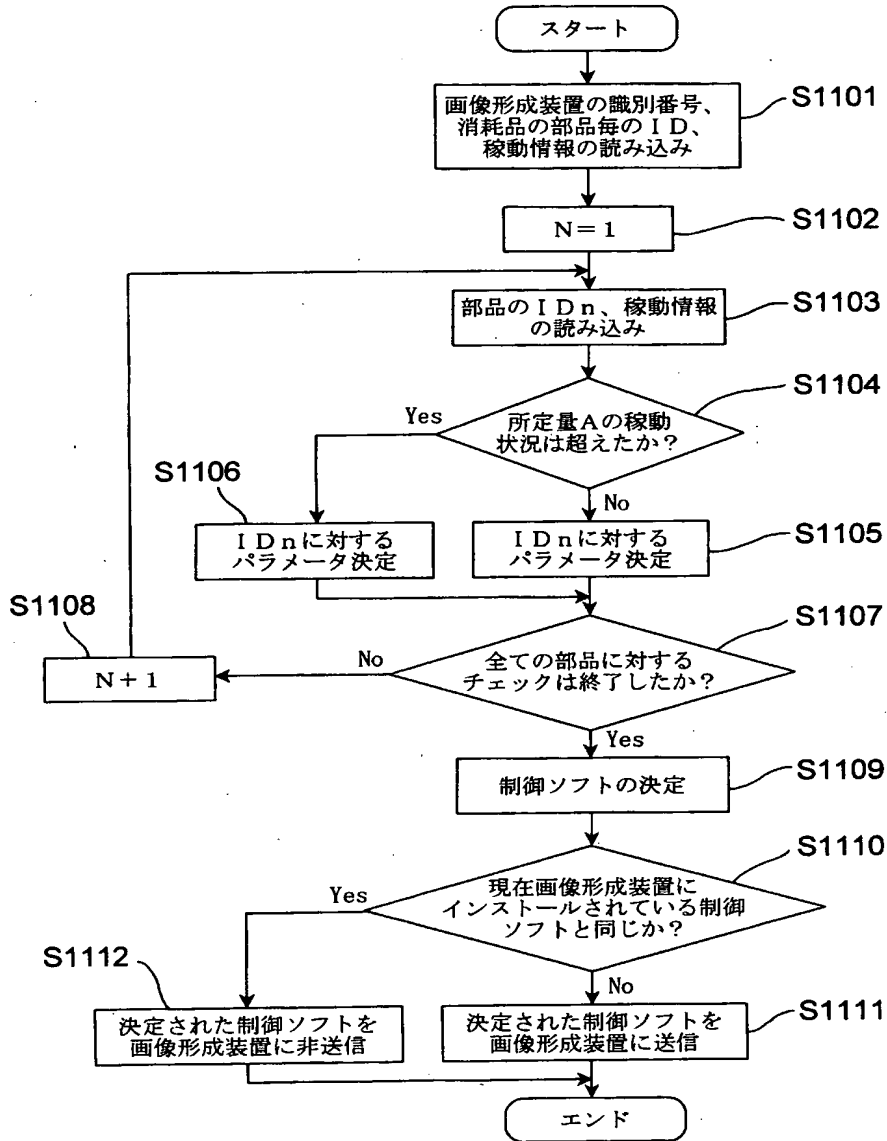 スタート
画像形成装置の識別番号、
消耗品の部品毎のＩＤ、
稼動情報の読み込み
S1101
N＝1
S1102
部品のＩＤｎ、稼動情報
の読み込み
S1103
所定量Aの稼動
状況は超えたか？
S1104
Yes
No
S1106
ＩＤｎに対する
パラメータ決定
ＩＤｎに対する
パラメータ決定
S1105
S1108
N＋1
No
全ての部品に対する
チェックは終了したか？
S1107
Yes
制御ソフトの決定
S1109
現在画像形成装置に
インストールされている制御
ソフトと同じか？
S1110
Yes
No
S1112
決定された制御ソフトを
画像形成装置に非送信
決定された制御ソフトを
画像形成装置に送信
S1111
エンド